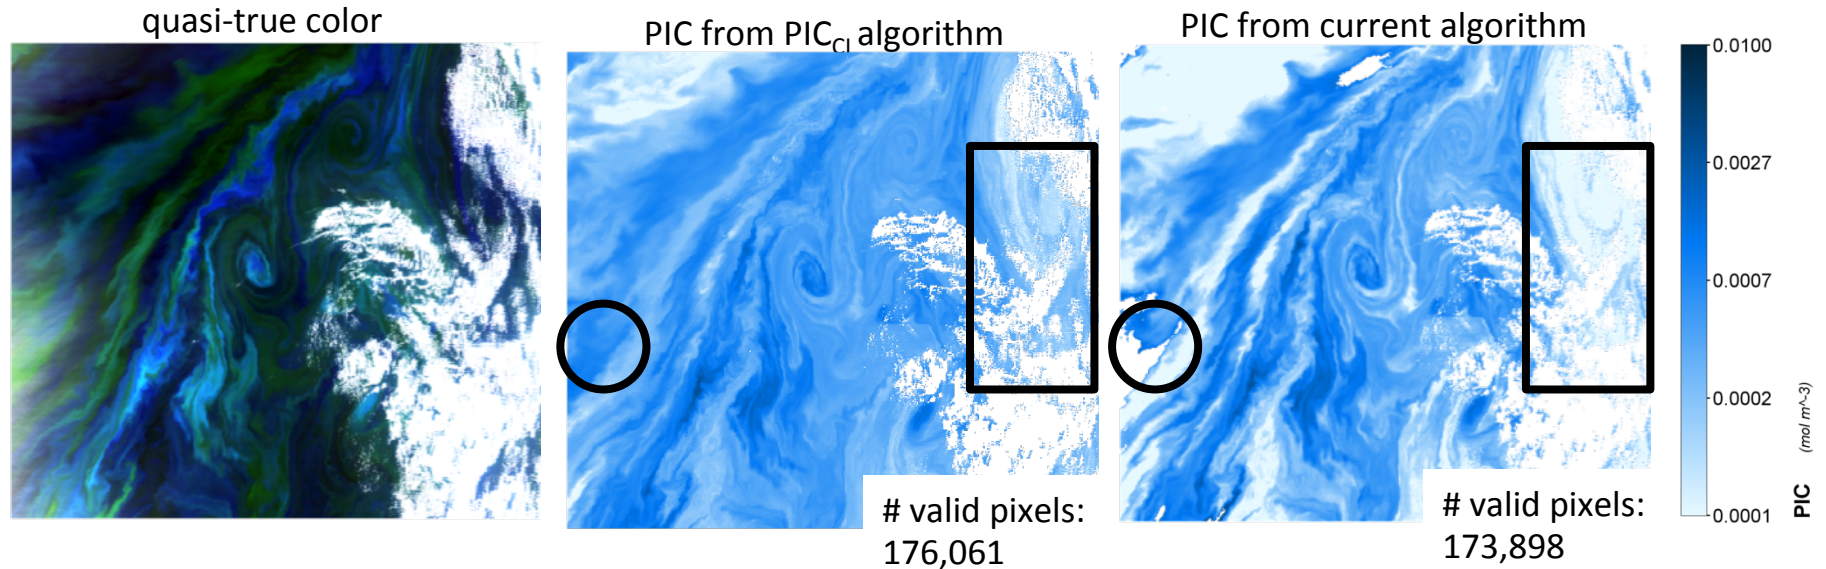 quasi-true color
PIC from PIC_CI algorithm
PIC from current algorithm
0.0100
0.0027
0.0007
0.0002
0.0001
PIC (mol m^-3)
# valid pixels:
176,061
# valid pixels:
173,898